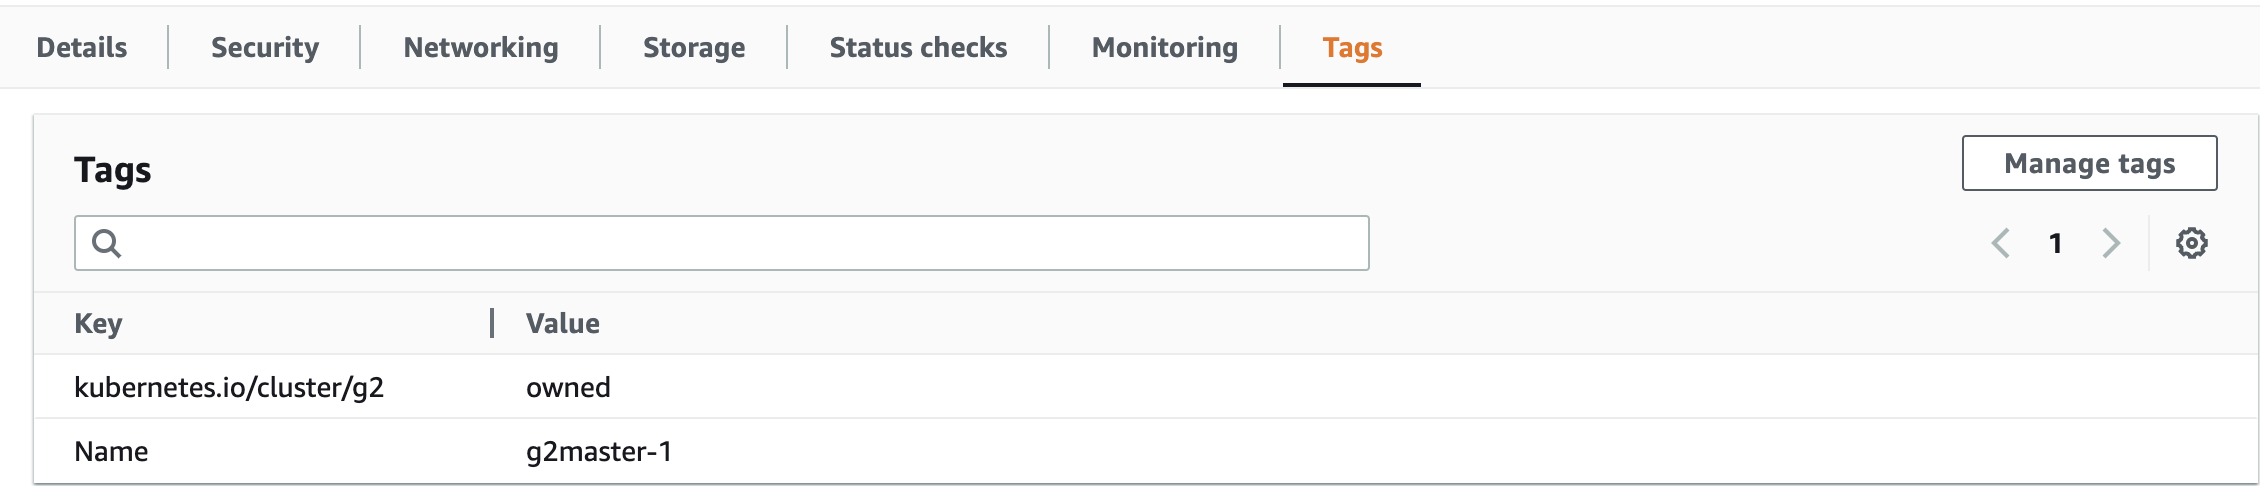 Details Security Networking Storage Status checks Monitoring Tags
Tags
Manage tags
1
Key Value
kubernetes.io/cluster/g2 owned
Name g2master-1